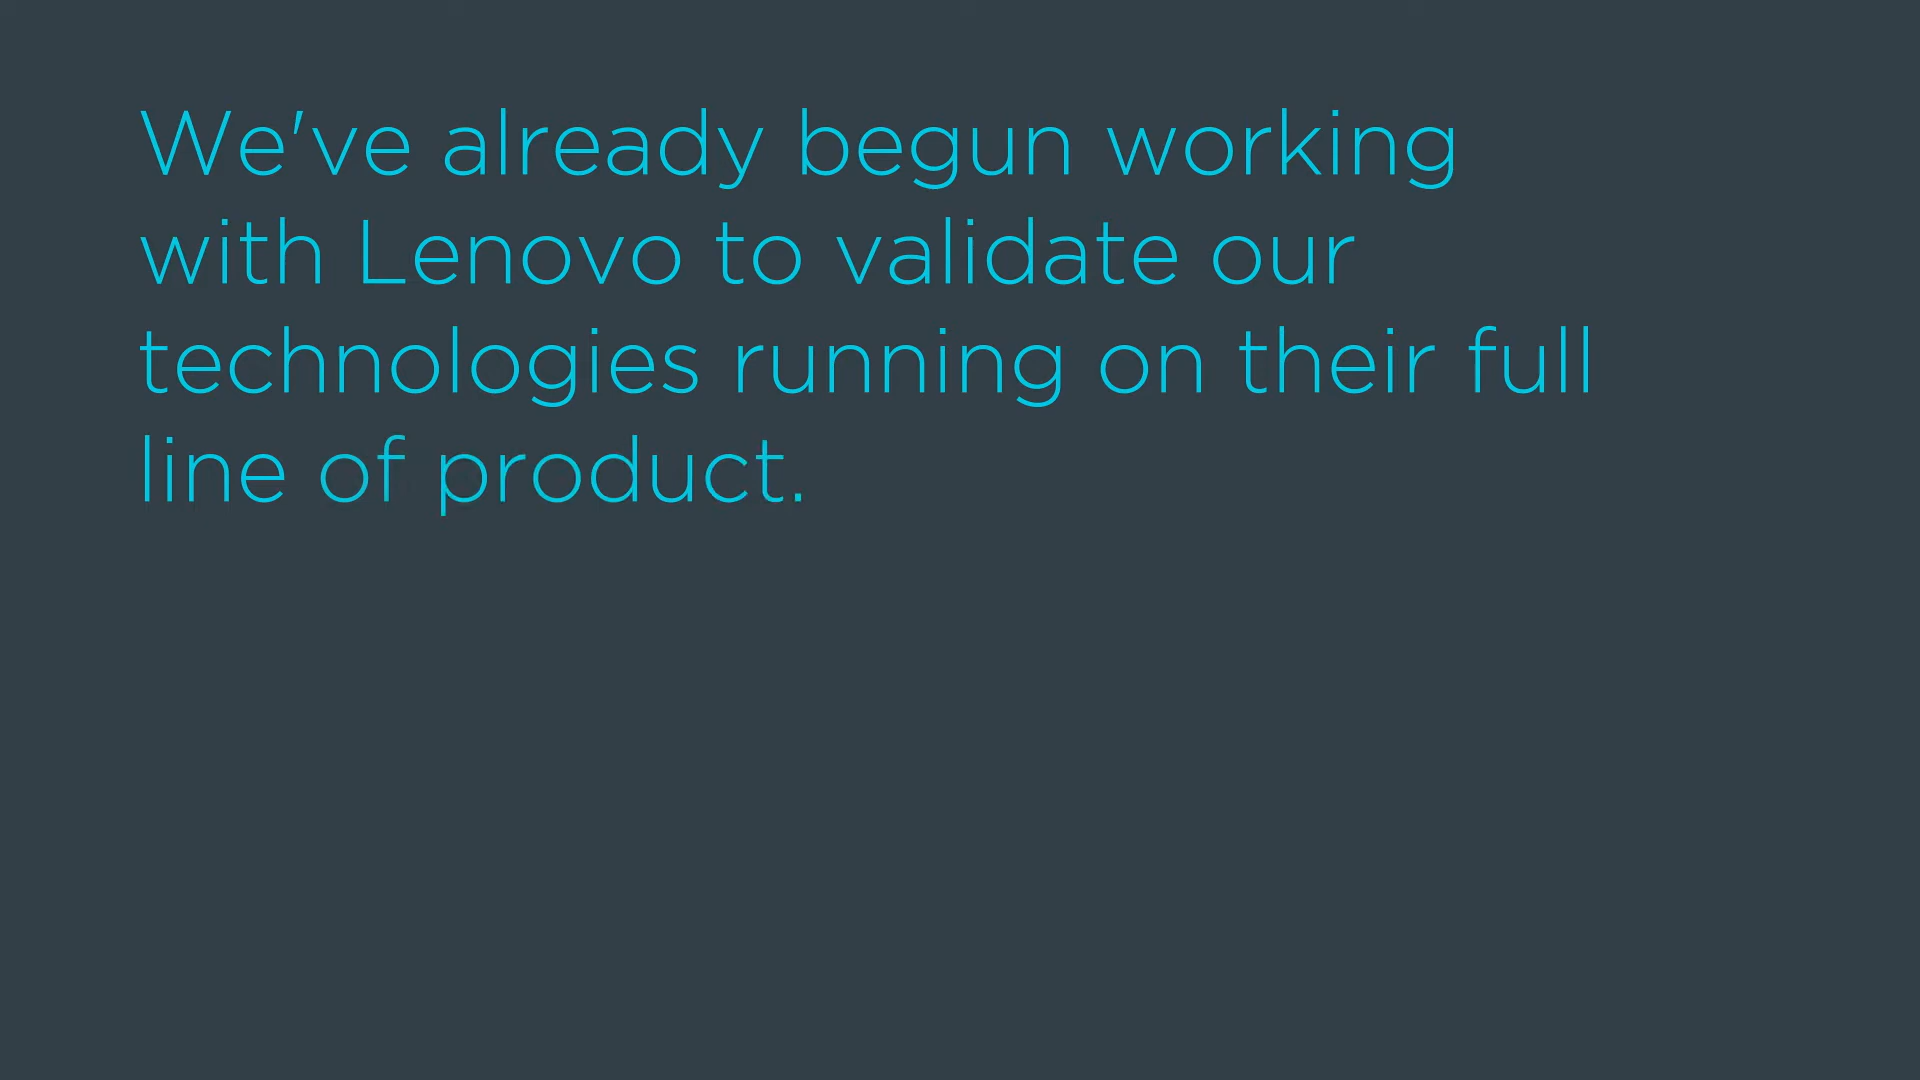 We've already begun working
with Lenovo to validate our
technologies running on their full
line of product.